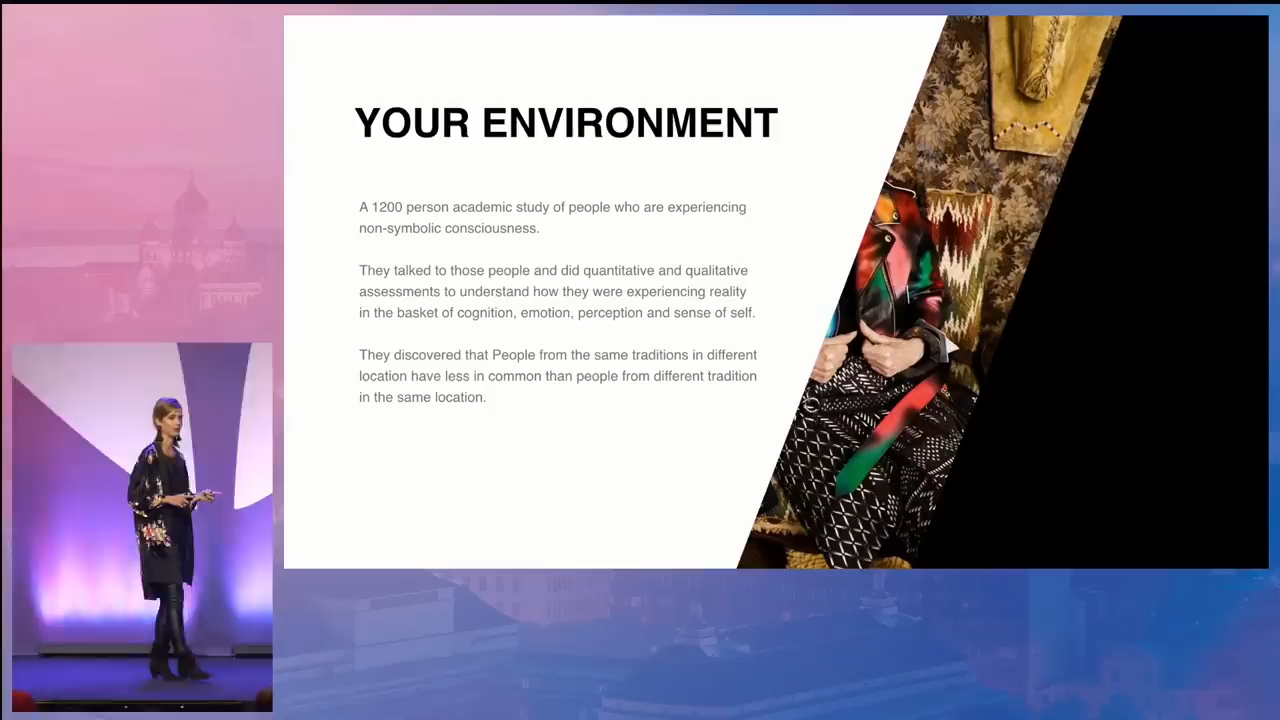 YOUR ENVIRONMENT
A 1200 person academic study of people who are experiencing
non-symbolic consciousness.
They talked to those people and did quantitative and qualitative
assessments to understand how they were experiencing reality
in the basket of cognition, emotion, perception and sense of self.
They discovered that People from the same traditions in different
location have less in common than people from different tradition
in the same location.